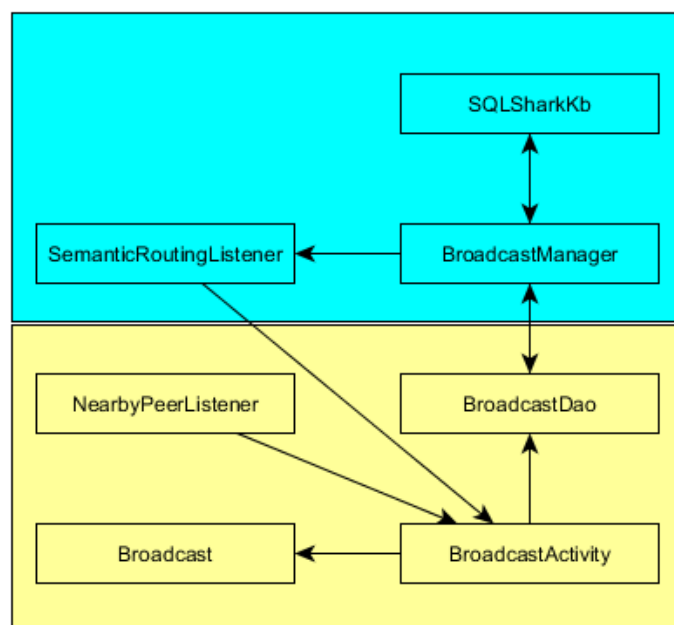 SQLSharkKb
SemanticRoutingListener
BroadcastManager
NearbyPeerListener
BroadcastDao
Broadcast
BroadcastActivity